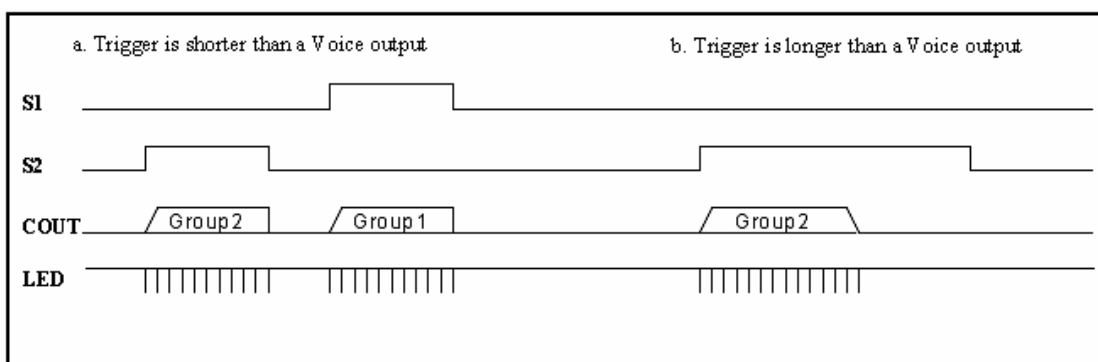 a. Trigger is shorter than a Voice output b. Trigger is longer than a Voice output
S1
S2
COUT Group2 Group1 Group2
LED